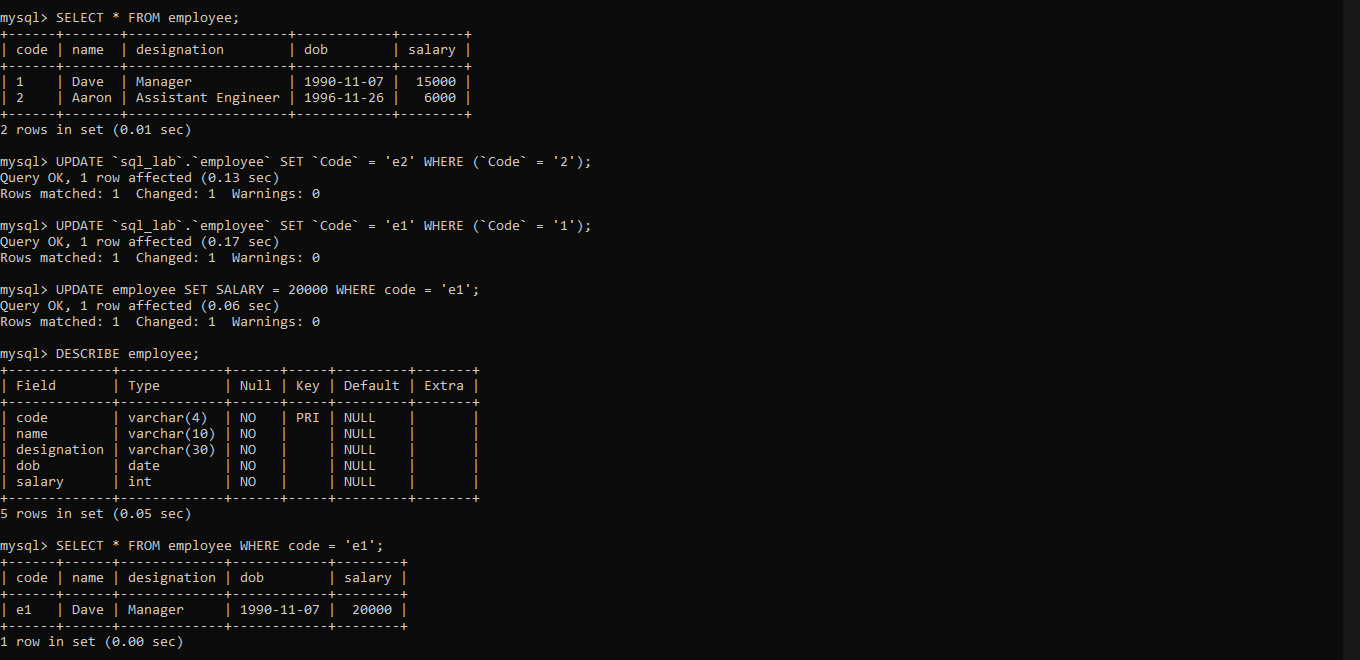 mysql> SELECT * FROM employee;
+------+-------+--------------------+------------+--------+
| code | name  | designation        | dob        | salary |
+------+-------+--------------------+------------+--------+
| 1    | Dave  | Manager            | 1990-11-07 |  15000 |
| 2    | Aaron | Assistant Engineer | 1996-11-26 |   6000 |
+------+-------+--------------------+------------+--------+
2 rows in set (0.01 sec)
mysql> UPDATE `sql_lab`.`employee` SET `Code` = 'e2' WHERE (`Code` = '2');
Query OK, 1 row affected (0.13 sec)
Rows matched: 1  Changed: 1  Warnings: 0
mysql> UPDATE `sql_lab`.`employee` SET `Code` = 'e1' WHERE (`Code` = '1');
Query OK, 1 row affected (0.17 sec)
Rows matched: 1  Changed: 1  Warnings: 0
mysql> UPDATE employee SET SALARY = 20000 WHERE code = 'e1';
Query OK, 1 row affected (0.06 sec)
Rows matched: 1  Changed: 1  Warnings: 0
mysql> DESCRIBE employee;
+-------------+-------------+------+-----+---------+-------+
| Field       | Type        | Null | Key | Default | Extra |
+-------------+-------------+------+-----+---------+-------+
| code        | varchar(4)  | NO   | PRI | NULL    |       |
| name        | varchar(10) | NO   |     | NULL    |       |
| designation | varchar(30) | NO   |     | NULL    |       |
| dob         | date        | NO   |     | NULL    |       |
| salary      | int         | NO   |     | NULL    |       |
+-------------+-------------+------+-----+---------+-------+
5 rows in set (0.05 sec)
mysql> SELECT * FROM employee WHERE code = 'e1';
+------+------+-------------+------------+--------+
| code | name | designation | dob        | salary |
+------+------+-------------+------------+--------+
| e1   | Dave | Manager     | 1990-11-07 |  20000 |
+------+------+-------------+------------+--------+
1 row in set (0.00 sec)